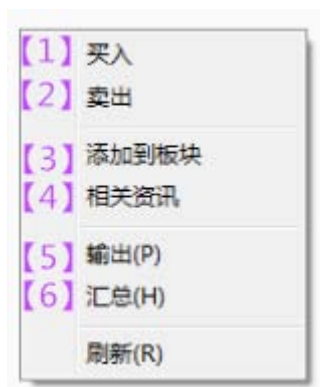 【1】 买入
【2】 卖出
【3】 添加到板块
【4】 相关资讯
【5】 输出(P)
【6】 汇总(H)
刷新(R)